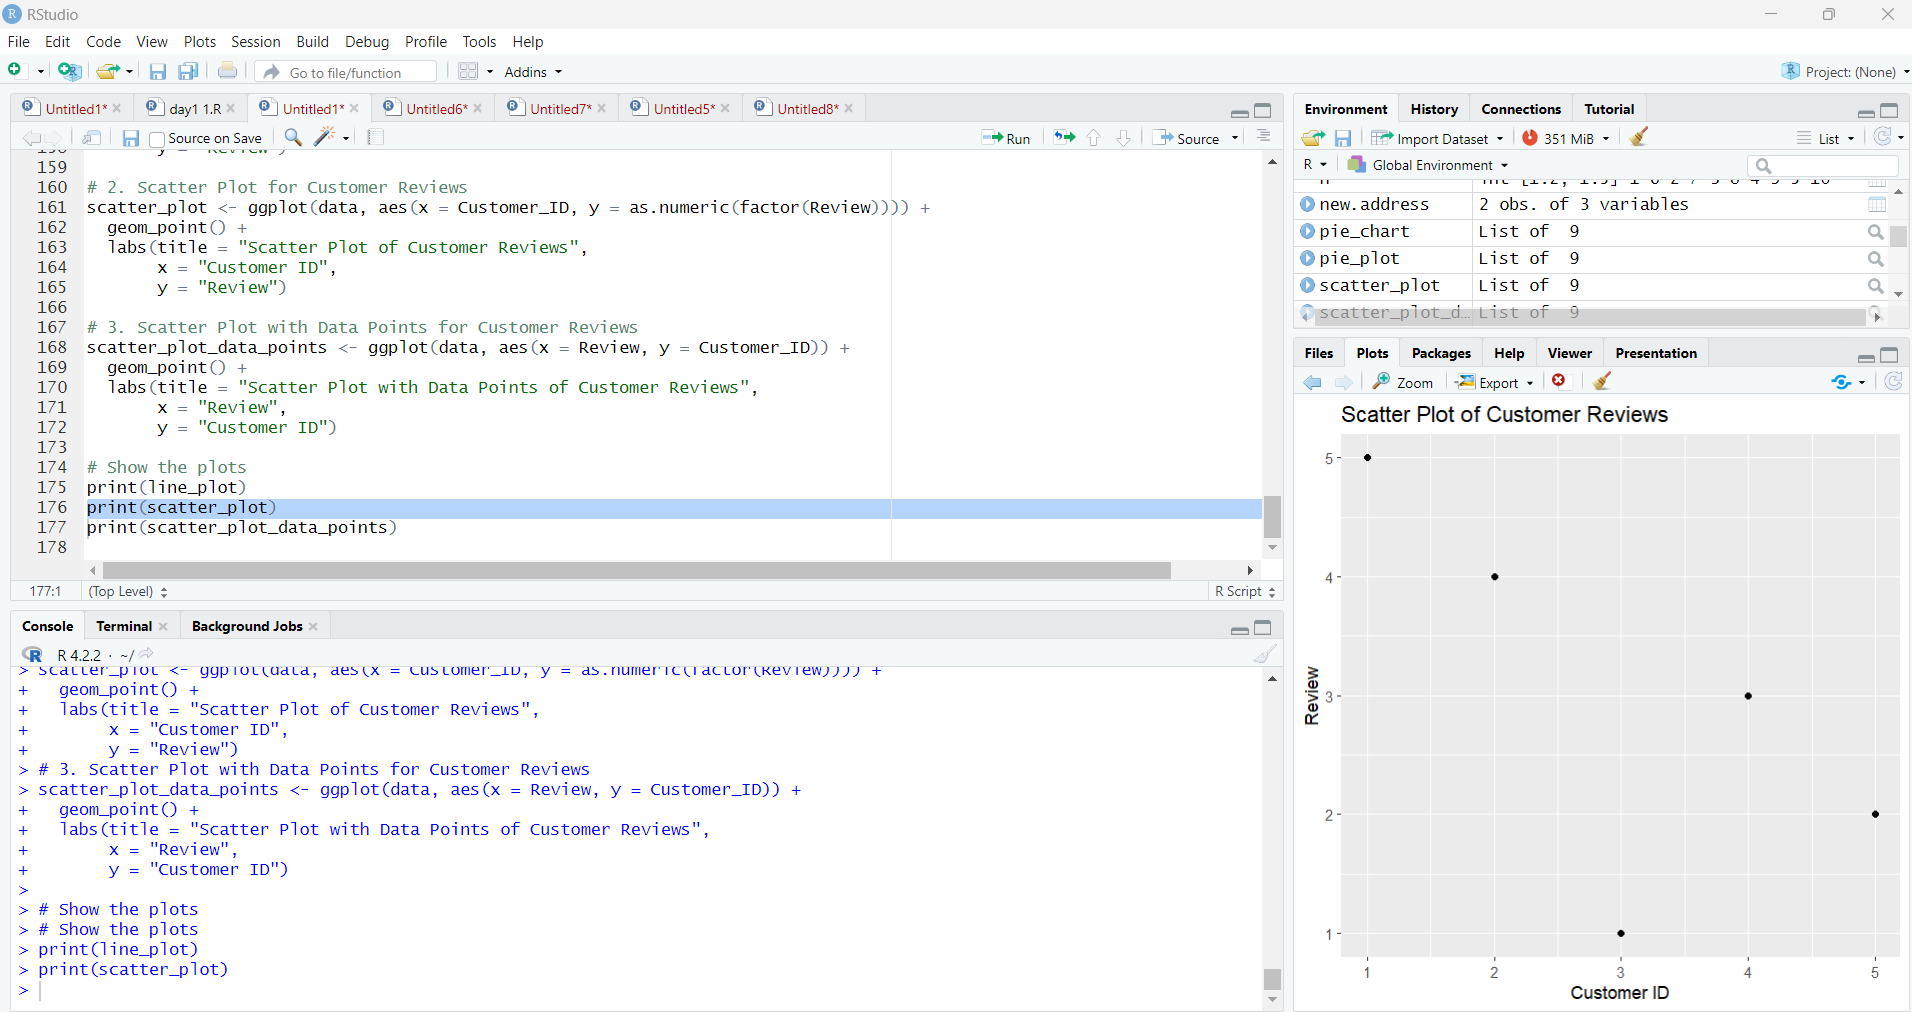 RStudio
File Edit Code View Plots Session Build Debug Profile Tools Help
Go to file/function Addins Project: (None)
Untitled1* day1 1.R Untitled1* Untitled6* Untitled7* Untitled5* Untitled8*
Source on Save Run Source
159
160 # 2. Scatter Plot for Customer Reviews
161 scatter_plot <- ggplot(data, aes(x = Customer_ID, y = as.numeric(factor(Review)))) +
162 geom_point() +
163 labs(title = "Scatter Plot of Customer Reviews",
164 x = "Customer ID",
165 y = "Review")
166
167 # 3. Scatter Plot with Data Points for Customer Reviews
168 scatter_plot_data_points <- ggplot(data, aes(x = Review, y = Customer_ID)) +
169 geom_point() +
170 labs(title = "Scatter Plot with Data Points of Customer Reviews",
171 x = "Review",
172 y = "Customer ID")
173
174 # Show the plots
175 print(line_plot)
176 print(scatter_plot)
177 print(scatter_plot_data_points)
178
177:1 (Top Level) R Script
Console Terminal Background Jobs
R 4.2.2 · ~/
> scatter_plot <- ggplot(data, aes(x = Customer_ID, y = as.numeric(factor(Review)))) +
+ geom_point() +
+ labs(title = "Scatter Plot of Customer Reviews",
+ x = "Customer ID",
+ y = "Review")
> # 3. Scatter Plot with Data Points for Customer Reviews
> scatter_plot_data_points <- ggplot(data, aes(x = Review, y = Customer_ID)) +
+ geom_point() +
+ labs(title = "Scatter Plot with Data Points of Customer Reviews",
+ x = "Review",
+ y = "Customer ID")
>
> # Show the plots
> # Show the plots
> print(line_plot)
> print(scatter_plot)
>
Environment History Connections Tutorial
Import Dataset 351 MiB List
R Global Environment
new.address 2 obs. of 3 variables
pie_chart List of 9
pie_plot List of 9
scatter_plot List of 9
scatter_plot_d... List of 9
Files Plots Packages Help Viewer Presentation
Zoom Export
Scatter Plot of Customer Reviews
5
4
3
2
1
Review
1 2 3 4 5
Customer ID